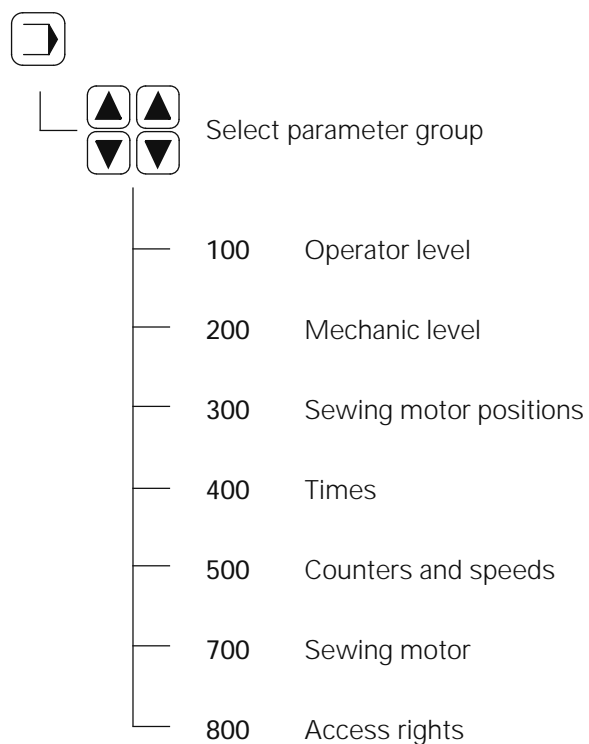 Select parameter group
100 Operator level
200 Mechanic level
300 Sewing motor positions
400 Times
500 Counters and speeds
700 Sewing motor
800 Access rights